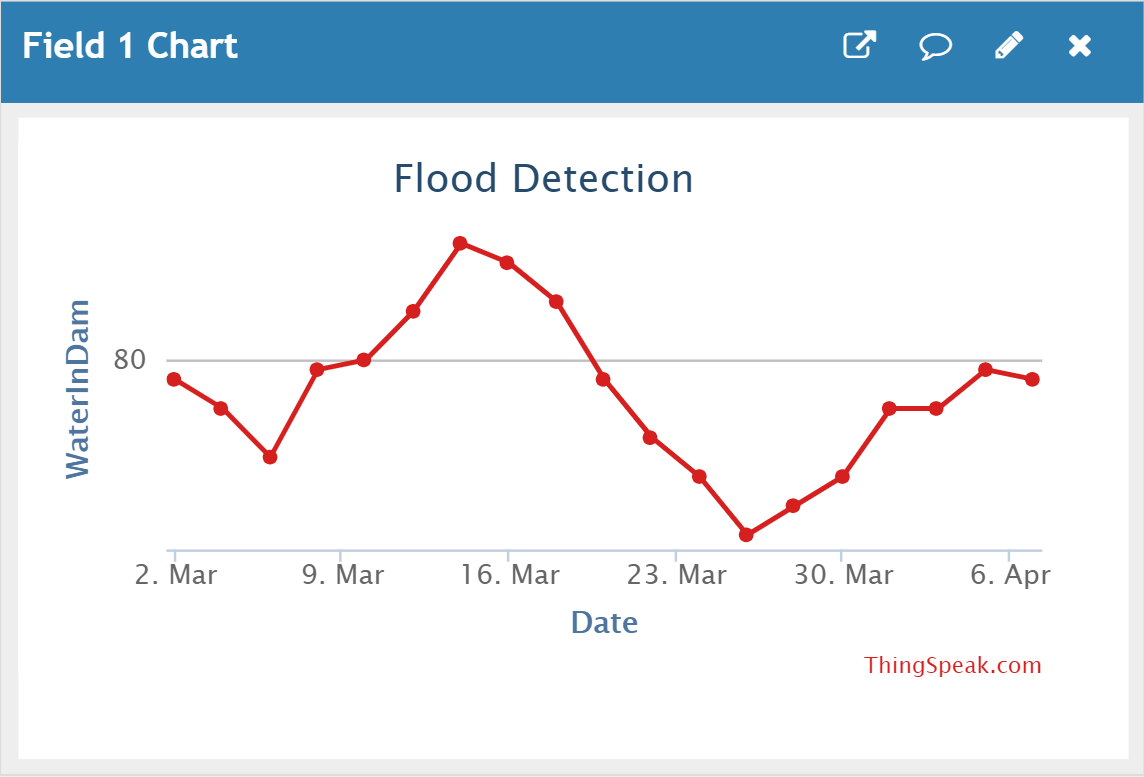 Field 1 Chart
Flood Detection
WaterInDam
80
2. Mar 9. Mar 16. Mar 23. Mar 30. Mar 6. Apr
Date
ThingSpeak.com